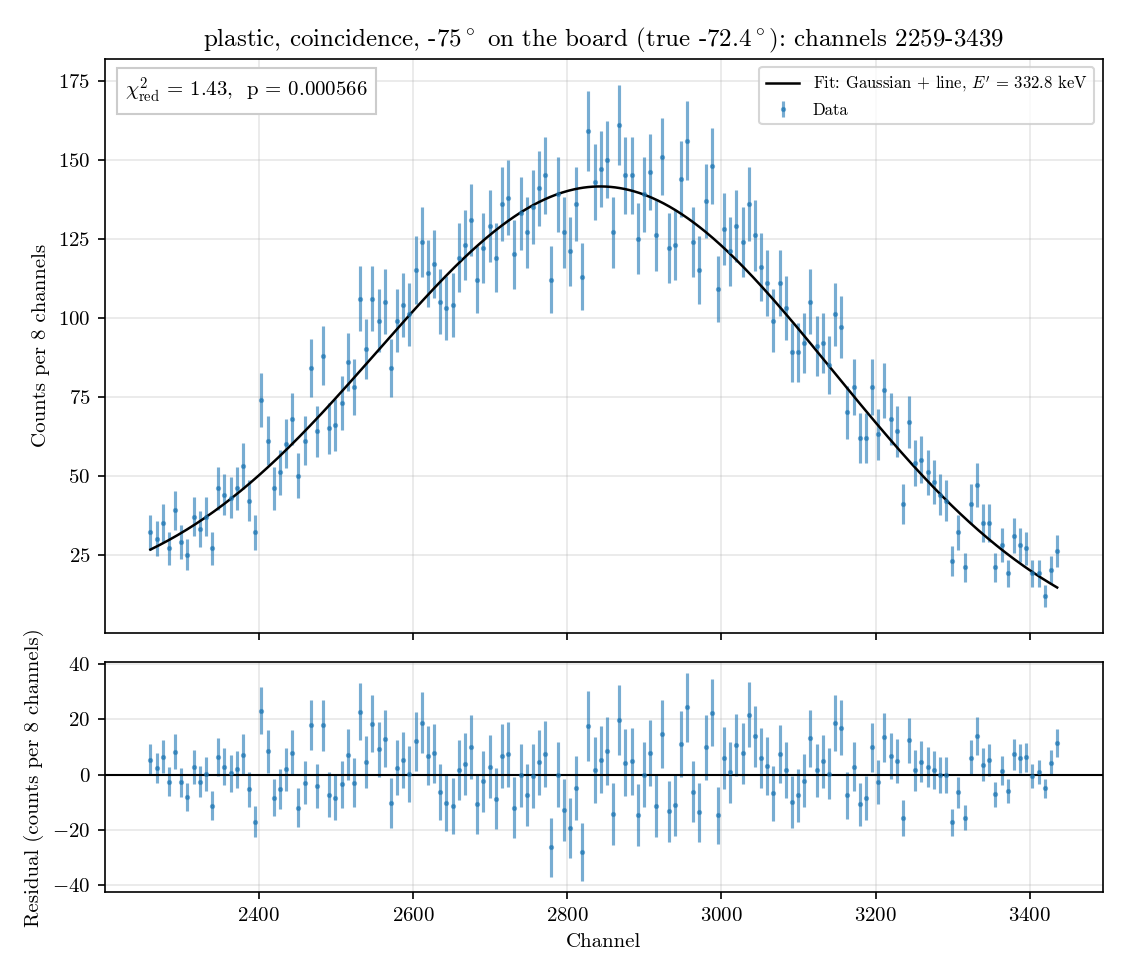 plastic, coincidence, -75° on the board (true -72.4°): channels 2259-3439
χ²red = 1.43, p = 0.000566
Fit: Gaussian + line, E′ = 332.8 keV
Data
Counts per 8 channels
175
150
125
100
75
50
25
Residual (counts per 8 channels)
40
20
0
−20
−40
2400 2600 2800 3000 3200 3400
Channel